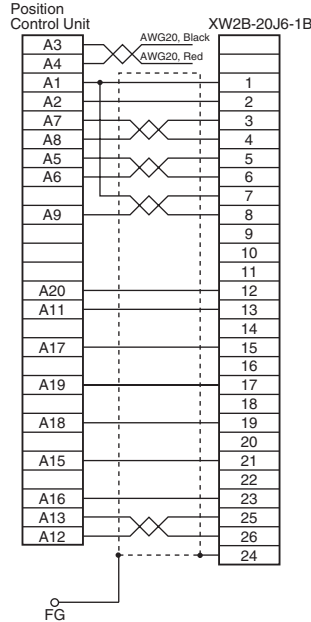 Position
Control Unit XW2B-20J6-1B
A3 AWG20, Black
A4 AWG20, Red
A1 1
A2 2
A7 3
A8 4
A5 5
A6 6
7
A9 8
9
10
11
A20 12
A11 13
14
A17 15
16
A19 17
18
A18 19
20
A15 21
22
A16 23
A13 25
A12 26
24
FG